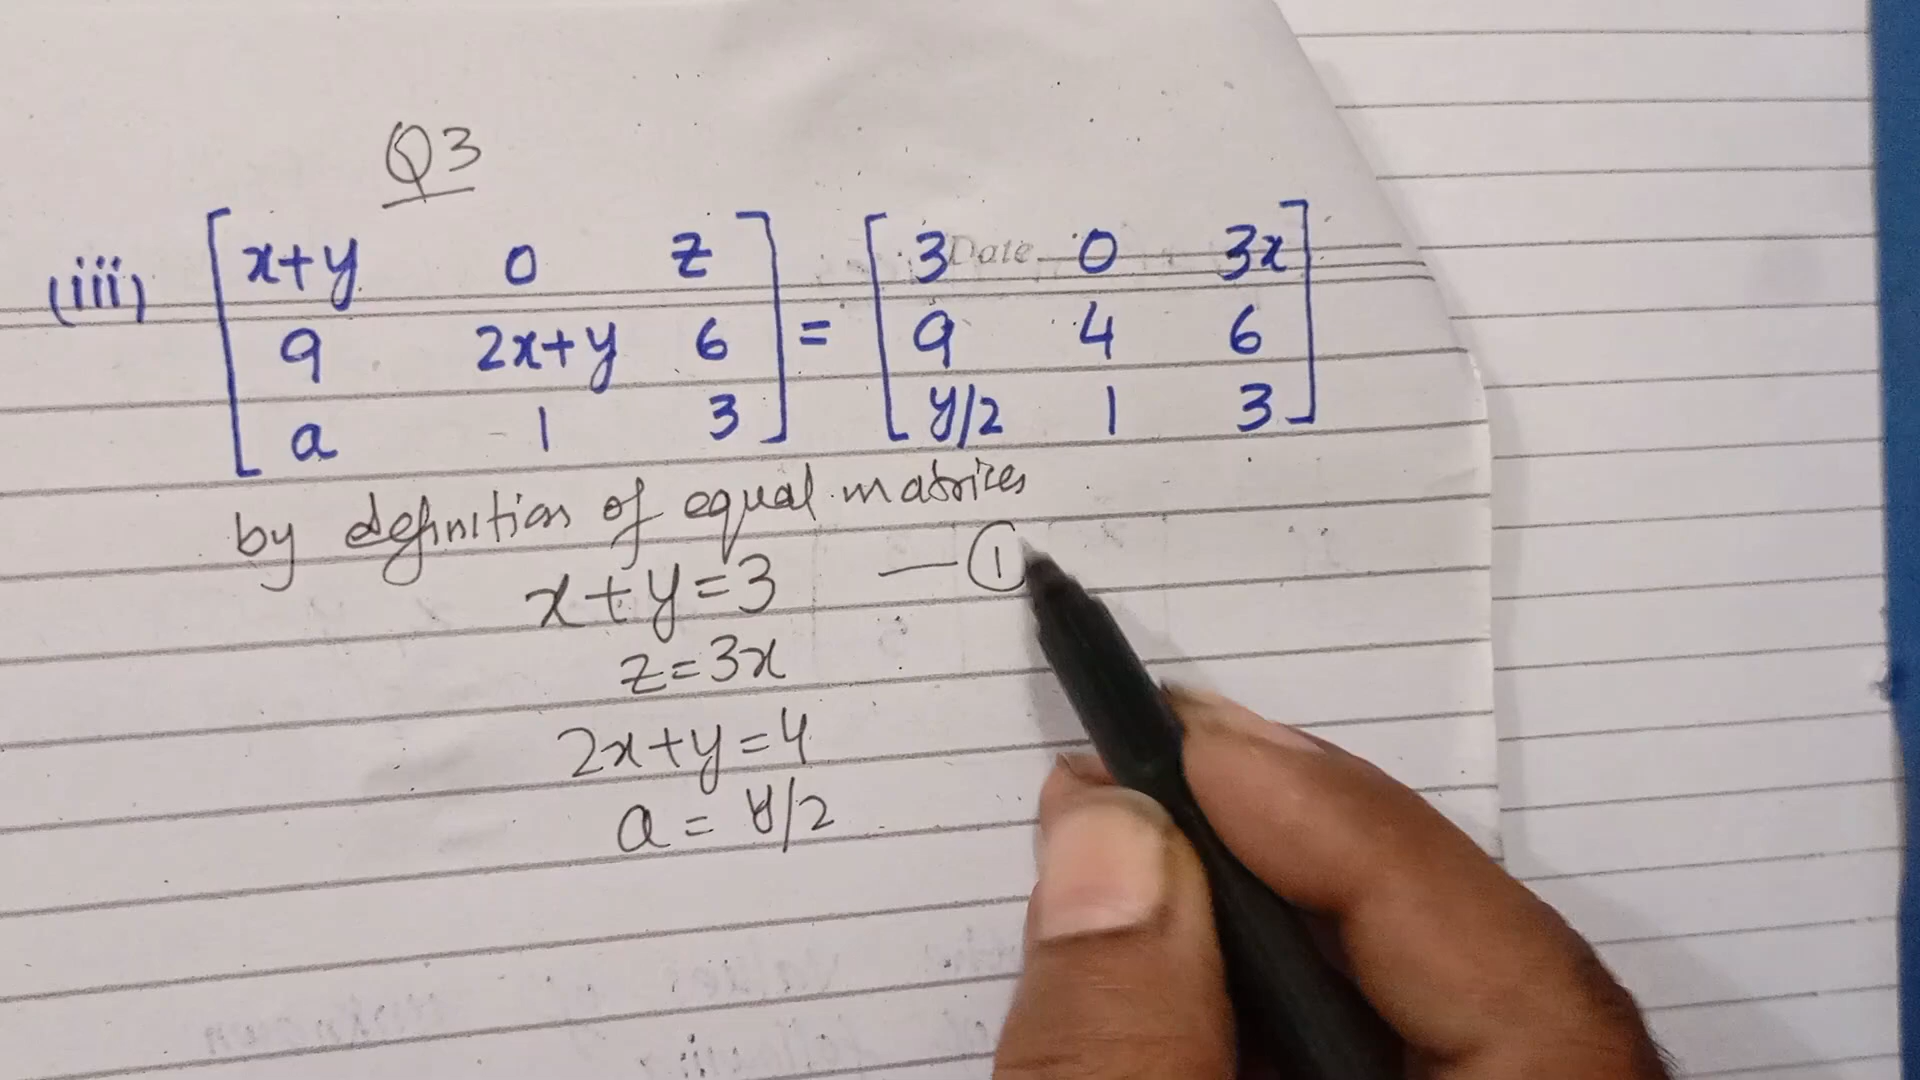 Q3
(iii) [x+y 0 z] = [3 0 3x]
[9 2x+y 6] [9 4 6]
[a 1 3] [y/2 1 3]
Date
by definition of equal matrices
x+y=3 —①
z=3x
2x+y=4
a = y/2